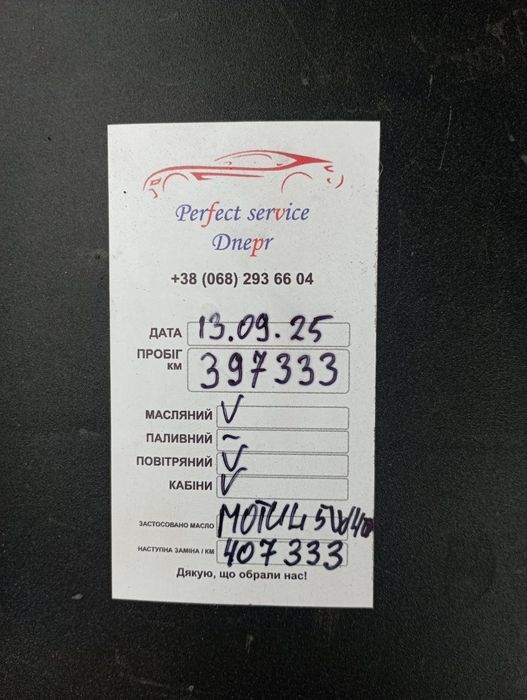 Perfect service
Dnepr
+38 (068) 293 66 04
ДАТА 13.09.25
ПРОБІГ
КМ 397333
МАСЛЯНИЙ V
ПАЛИВНИЙ ~
ПОВІТРЯНИЙ V
КАБІНИ V
ЗАСТОСОВАНО МАСЛО MOTUL 5W40
НАСТУПНА ЗАМІНА / КМ 407333
Дякую, що обрали нас!